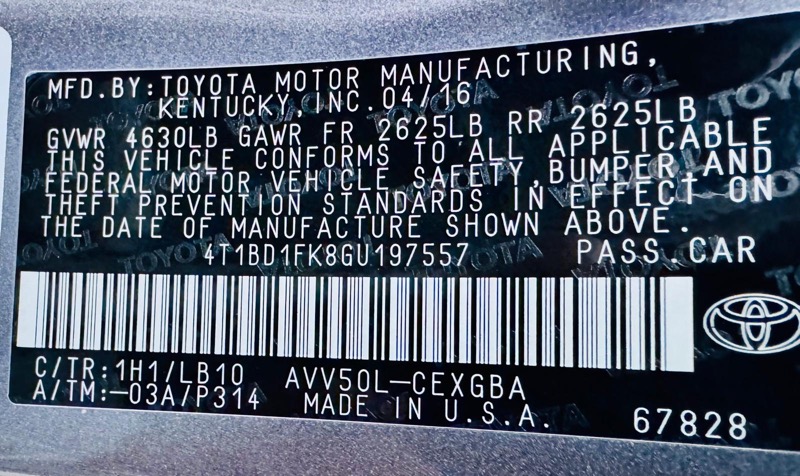 MFD.BY:TOYOTA MOTOR MANUFACTURING,
KENTUCKY,INC.04/16
GVWR 4630LB GAWR FR 2625LB RR 2625LB
THIS VEHICLE CONFORMS TO ALL APPLICABLE
FEDERAL MOTOR VEHICLE SAFETY,BUMPER,AND
THEFT PREVENTION STANDARDS IN EFFECT ON
THE DATE OF MANUFACTURE SHOWN ABOVE.
4T1BD1FK8GU197557 PASS.CAR
C/TR:1H1/LB10 AVV50L-CEXGBA
A/TM:-03A/P314 MADE IN U.S.A. 67828